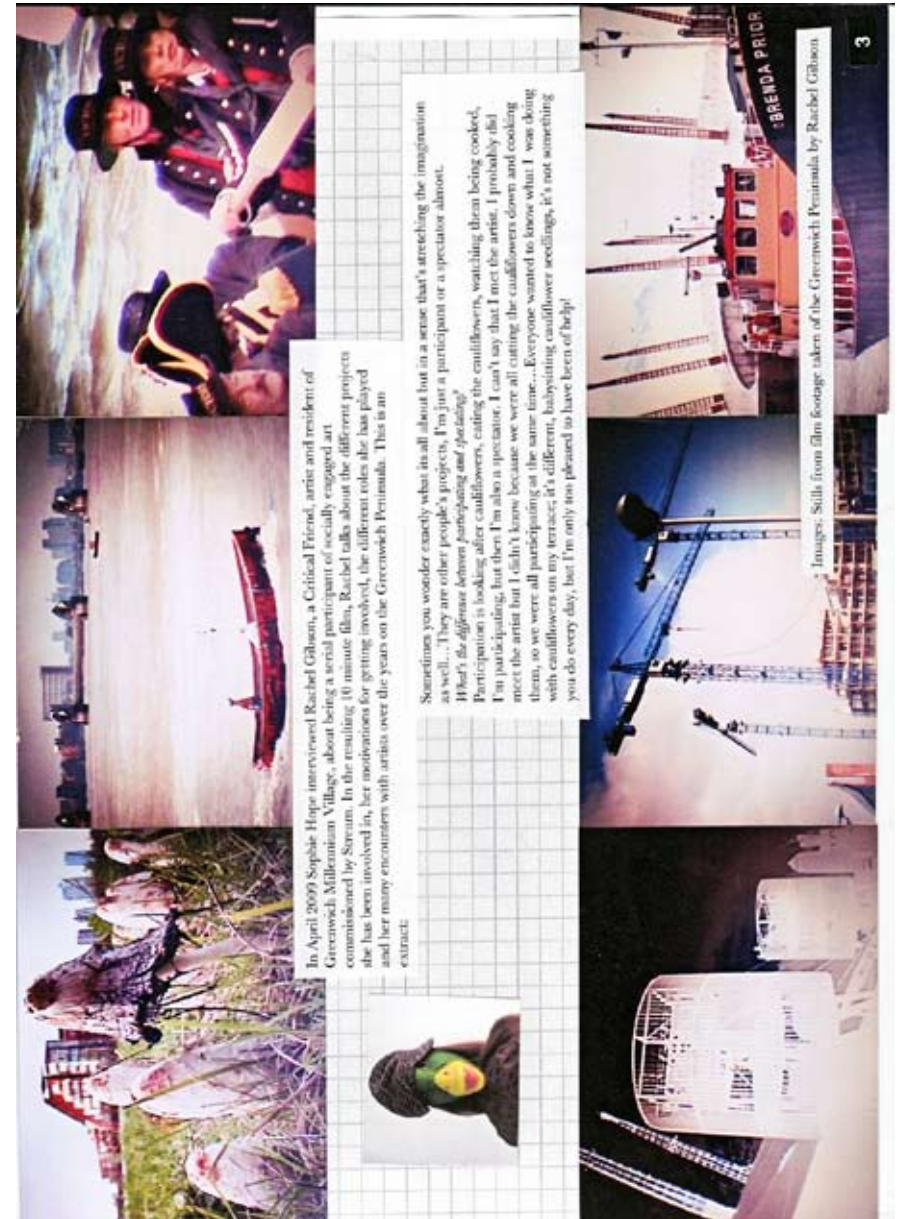 In April 2009 Sophie Hope interviewed Rachel Gibson, a Critical Friend, artist and resident of
Greenwich Millennium Village, about being a serial participant of socially engaged art
commissioned by Stream. In the resulting 10 minute film, Rachel talks about the different projects
she has been involved in, her motivations for getting involved, the different roles she has played
and her many encounters with artists over the years on the Greenwich Peninsula. This is an
extract:
Sometimes you wonder exactly what its all about but in a sense that's stretching the imagination
as well... They are other people's projects, I'm just a participant or a spectator almost.
What's the difference between participating and spectating?
Participation is looking after cauliflowers, eating the cauliflowers, watching them being cooked,
I'm participating, but then I'm also a spectator. I can't say that I met the artist. I probably did
meet the artist but I didn't know because we were all cutting the cauliflowers down and cooking
them, so we were all participating at the same time...Everyone wanted to know what I was doing
with cauliflowers on my terrace; it's different, babysitting cauliflower seedlings, it's not something
you do every day, but I'm only too pleased to have been of help!
BRENDA PRIOR
Images: Stills from film footage taken of the Greenwich Peninsula by Rachel Gibson
3